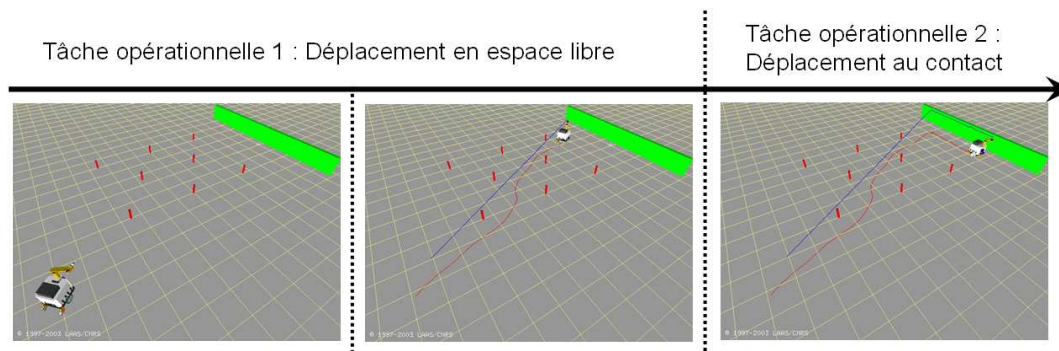 Tâche opérationnelle 1 : Déplacement en espace libre
Tâche opérationnelle 2 :
Déplacement au contact
© 1997-2003 LAAS/CNRS
© 1997-2003 LAAS/CNRS
© 1997-2003 LAAS/CNRS